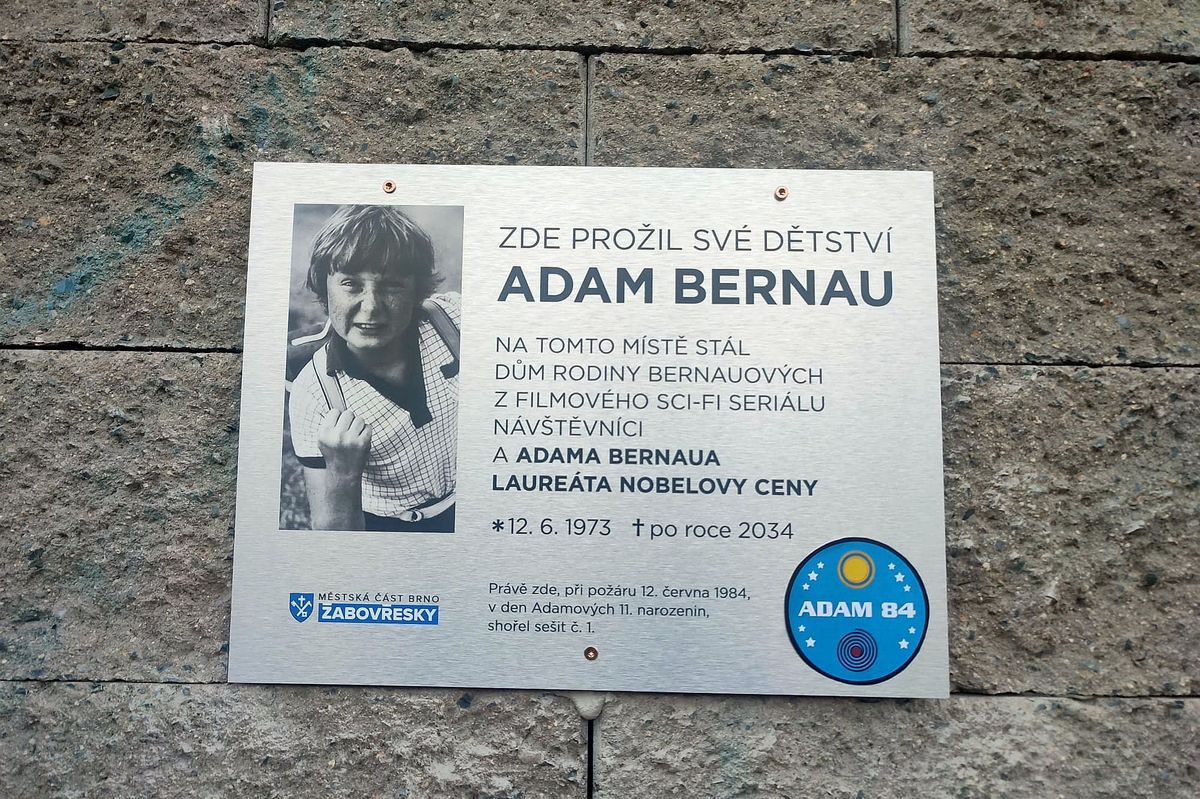 ZDE PROŽIL SVÉ DĚTSTVÍ
ADAM BERNAU
NA TOMTO MÍSTĚ STÁL
DŮM RODINY BERNAUOVÝCH
Z FILMOVÉHO SCI-FI SERIÁLU
NÁVŠTĚVNÍCI
A ADAMA BERNAUA
LAUREÁTA NOBELOVY CENY
*12. 6. 1973 ✝po roce 2034
Právě zde, při požáru 12. června 1984,
v den Adamových 11. narozenin,
shořel sešit č. 1.
MĚSTSKÁ ČÁST BRNO
ŽABOVŘESKY
ADAM 84